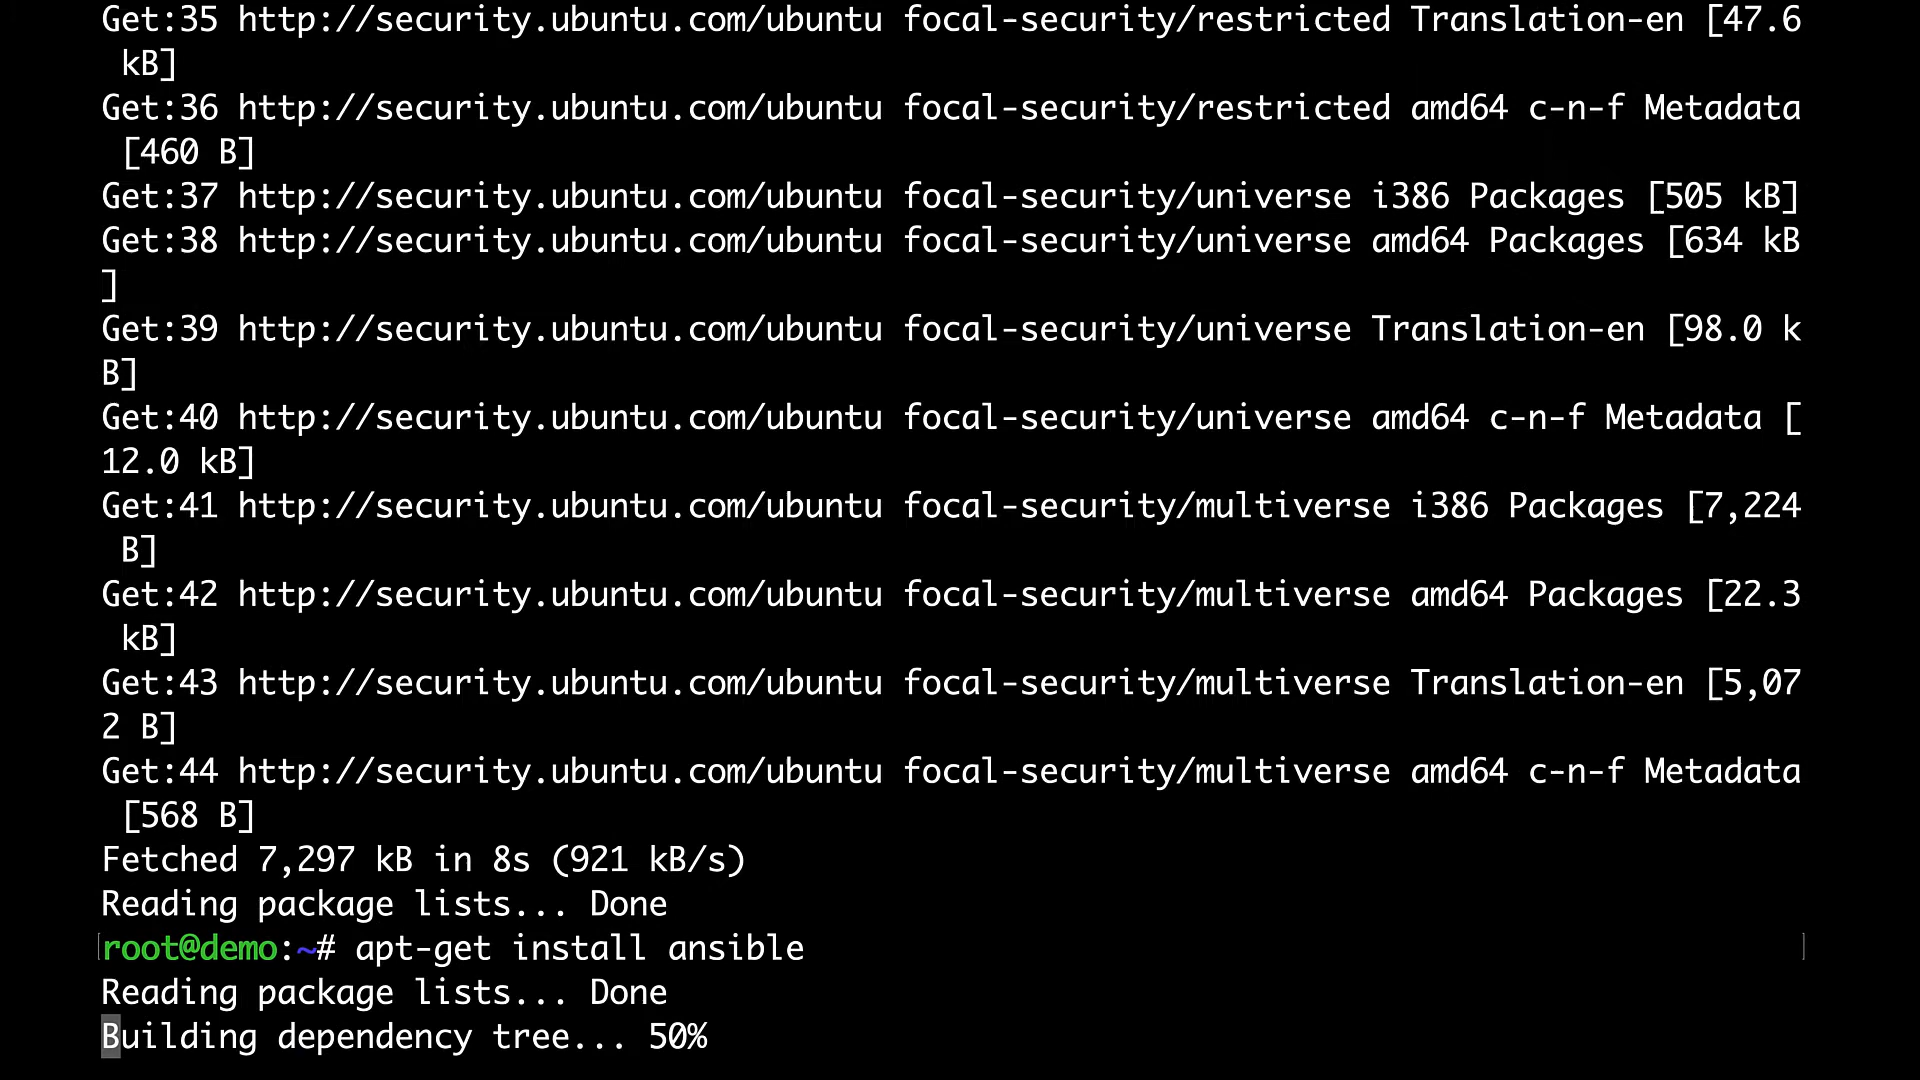 Get:35 http://security.ubuntu.com/ubuntu focal-security/restricted Translation-en [47.6
 kB]
Get:36 http://security.ubuntu.com/ubuntu focal-security/restricted amd64 c-n-f Metadata
 [460 B]
Get:37 http://security.ubuntu.com/ubuntu focal-security/universe i386 Packages [505 kB]
Get:38 http://security.ubuntu.com/ubuntu focal-security/universe amd64 Packages [634 kB
]
Get:39 http://security.ubuntu.com/ubuntu focal-security/universe Translation-en [98.0 k
B]
Get:40 http://security.ubuntu.com/ubuntu focal-security/universe amd64 c-n-f Metadata [
12.0 kB]
Get:41 http://security.ubuntu.com/ubuntu focal-security/multiverse i386 Packages [7,224
 B]
Get:42 http://security.ubuntu.com/ubuntu focal-security/multiverse amd64 Packages [22.3
 kB]
Get:43 http://security.ubuntu.com/ubuntu focal-security/multiverse Translation-en [5,07
2 B]
Get:44 http://security.ubuntu.com/ubuntu focal-security/multiverse amd64 c-n-f Metadata
 [568 B]
Fetched 7,297 kB in 8s (921 kB/s)
Reading package lists... Done
root@demo:~# apt-get install ansible
Reading package lists... Done
Building dependency tree... 50%